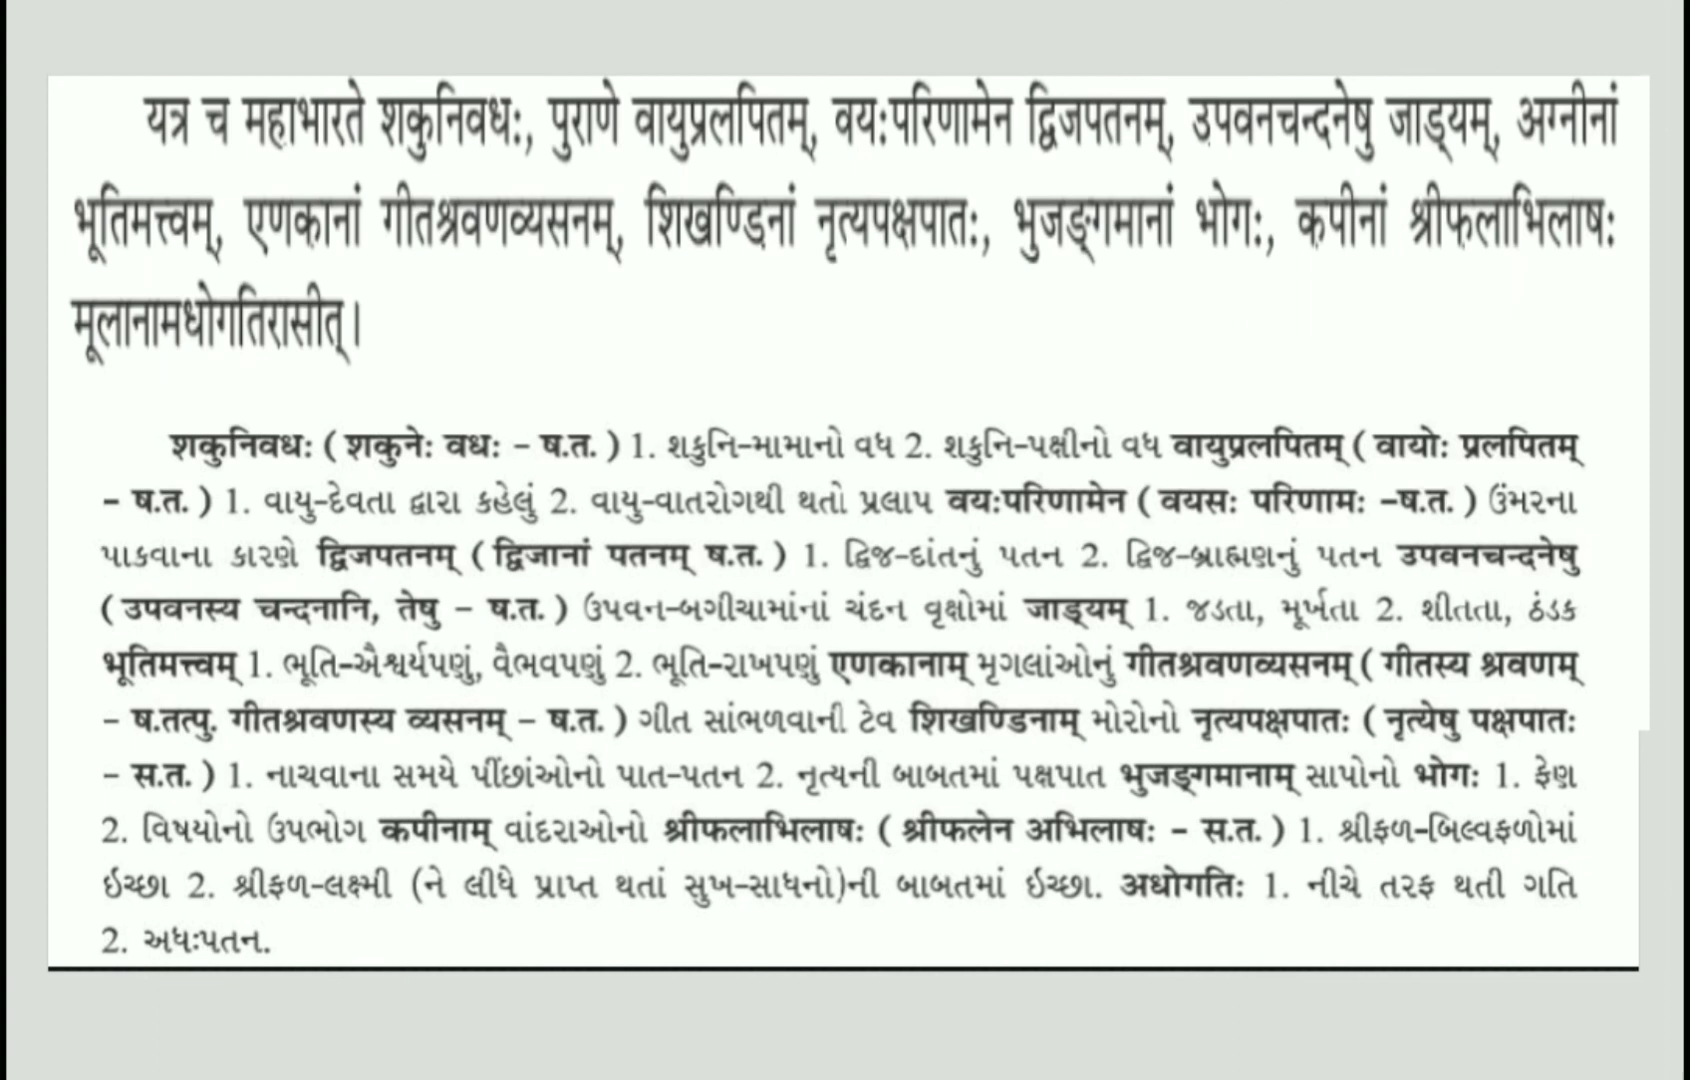 यत्र च महाभारते शकुनिवधः, पुराणे वायुप्रलपितम्, वयःपरिणामेन द्विजपतनम्, उपवनचन्दनेषु जाड्यम्, अग्नीनां
भूतिमत्त्वम्, एणकानां गीतश्रवणव्यसनम्, शिखण्डिनां नृत्यपक्षपातः, भुजङ्गमानां भोगः, कपीनां श्रीफलाभिलाषः
मूलानामधोगतिरासीत्।
शकुनिवधः ( शकुनेः वधः - ष.त. ) 1. શકુનિ-મામાનો વધ 2. શકુનિ-પક્ષીનો વધ वायुप्रलपितम् ( वायोः प्रलपितम्
- ष.त. ) 1. વાયુ-દેવતા દ્વારા કહેલું 2. વાયુ-વાતરોગથી થતો પ્રલાપ वयःपरिणामेन ( वयसः परिणामः -ष.त. ) ઉંમરના
પાકવાના કારણે द्विजपतनम् ( द्विजानां पतनम् ष.त. ) 1. દ્વિજ-દાંતનું પતન 2. દ્વિજ-બ્રાહ્મણનું પતન उपवनचन्दनेषु
( उपवनस्य चन्दनानि, तेषु - ष.त. ) ઉપવન-બગીચામાંનાં ચંદન વૃક્ષોમાં जाड्यम् 1. જડતા, મૂર્ખતા 2. શીતતા, ઠંડક
भूतिमत्त्वम् 1. ભૂતિ-ઐશ્વર્યપણું, વૈભવપણું 2. ભૂતિ-રાખપણું एणकानाम् મૃગલાંઓનું गीतश्रवणव्यसनम् ( गीतस्य श्रवणम्
- ष.तत्पु. गीतश्रवणस्य व्यसनम् - ष.त. ) ગીત સાંભળવાની ટેવ शिखण्डिनाम् મોરોનો नृत्यपक्षपातः ( नृत्येषु पक्षपातः
- स.त. ) 1. નાચવાના સમયે પીંછાંઓનો પાત-પતન 2. નૃત્યની બાબતમાં પક્ષપાત भुजङ्गमानाम् સાપોનો भोगः 1. ફેણ
2. વિષયોનો ઉપભોગ कपीनाम् વાંદરાઓનો श्रीफलाभिलाषः ( श्रीफलेन अभिलाषः - स.त. ) 1. શ્રીફળ-બિલ્વફળોમાં
ઇચ્છા 2. શ્રીફળ-લક્ષ્મી (ને લીધે પ્રાપ્ત થતાં સુખ-સાધનો)ની બાબતમાં ઇચ્છા. अधोगतिः 1. નીચે તરફ થતી ગતિ
2. અધઃપતન.